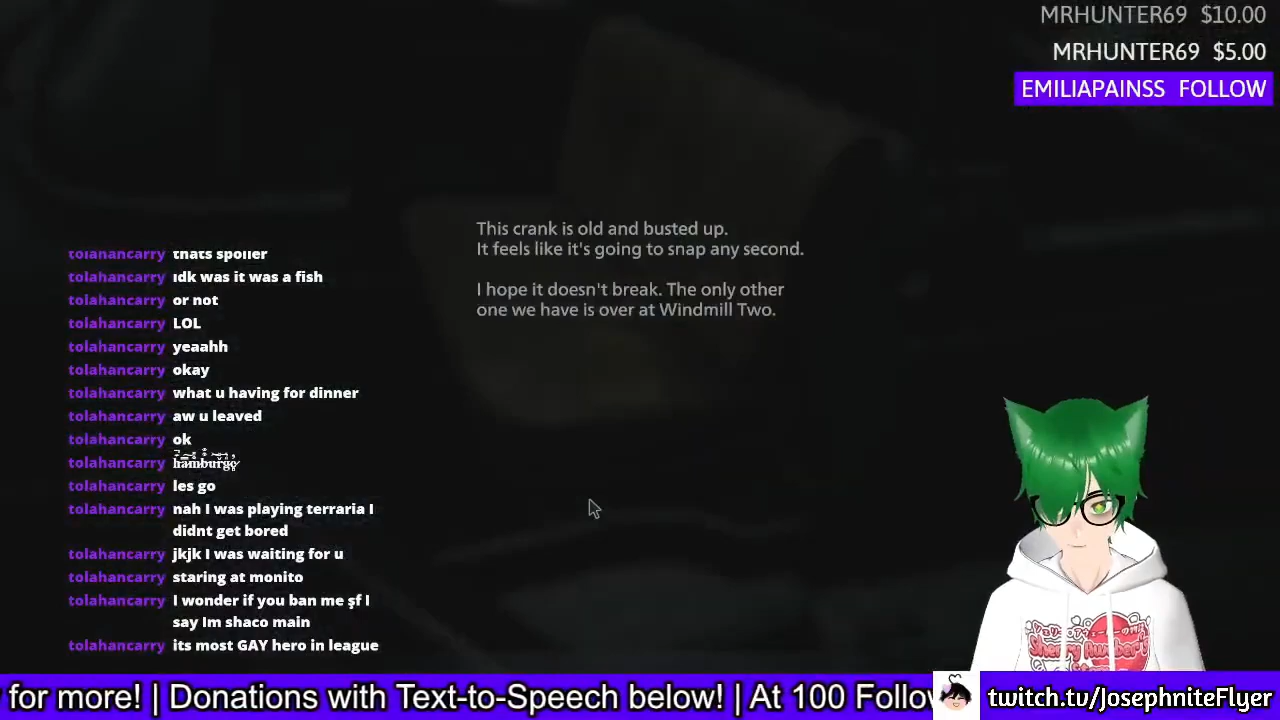 MRHUNTER69 $10.00
MRHUNTER69 $5.00
EMILIAPAINSS FOLLOW
This crank is old and busted up.
It feels like it's going to snap any second.
I hope it doesn't break. The only other
one we have is over at Windmill Two.
tolahancarry thats spoiler
tolahancarry ıdk was it was a fish
tolahancarry or not
tolahancarry LOL
tolahancarry yeaahh
tolahancarry okay
tolahancarry what u having for dinner
tolahancarry aw u leaved
tolahancarry ok
tolahancarry
tolahancarry les go
tolahancarry nah I was playing terraria I
didnt get bored
tolahancarry jkjk I was waiting for u
tolahancarry staring at monito
tolahancarry I wonder if you ban me şf I
say Im shaco main
tolahancarry its most GAY hero in league
for more! | Donations with Text-to-Speech below! | At 100 Follow
twitch.tv/JosephniteFlyer